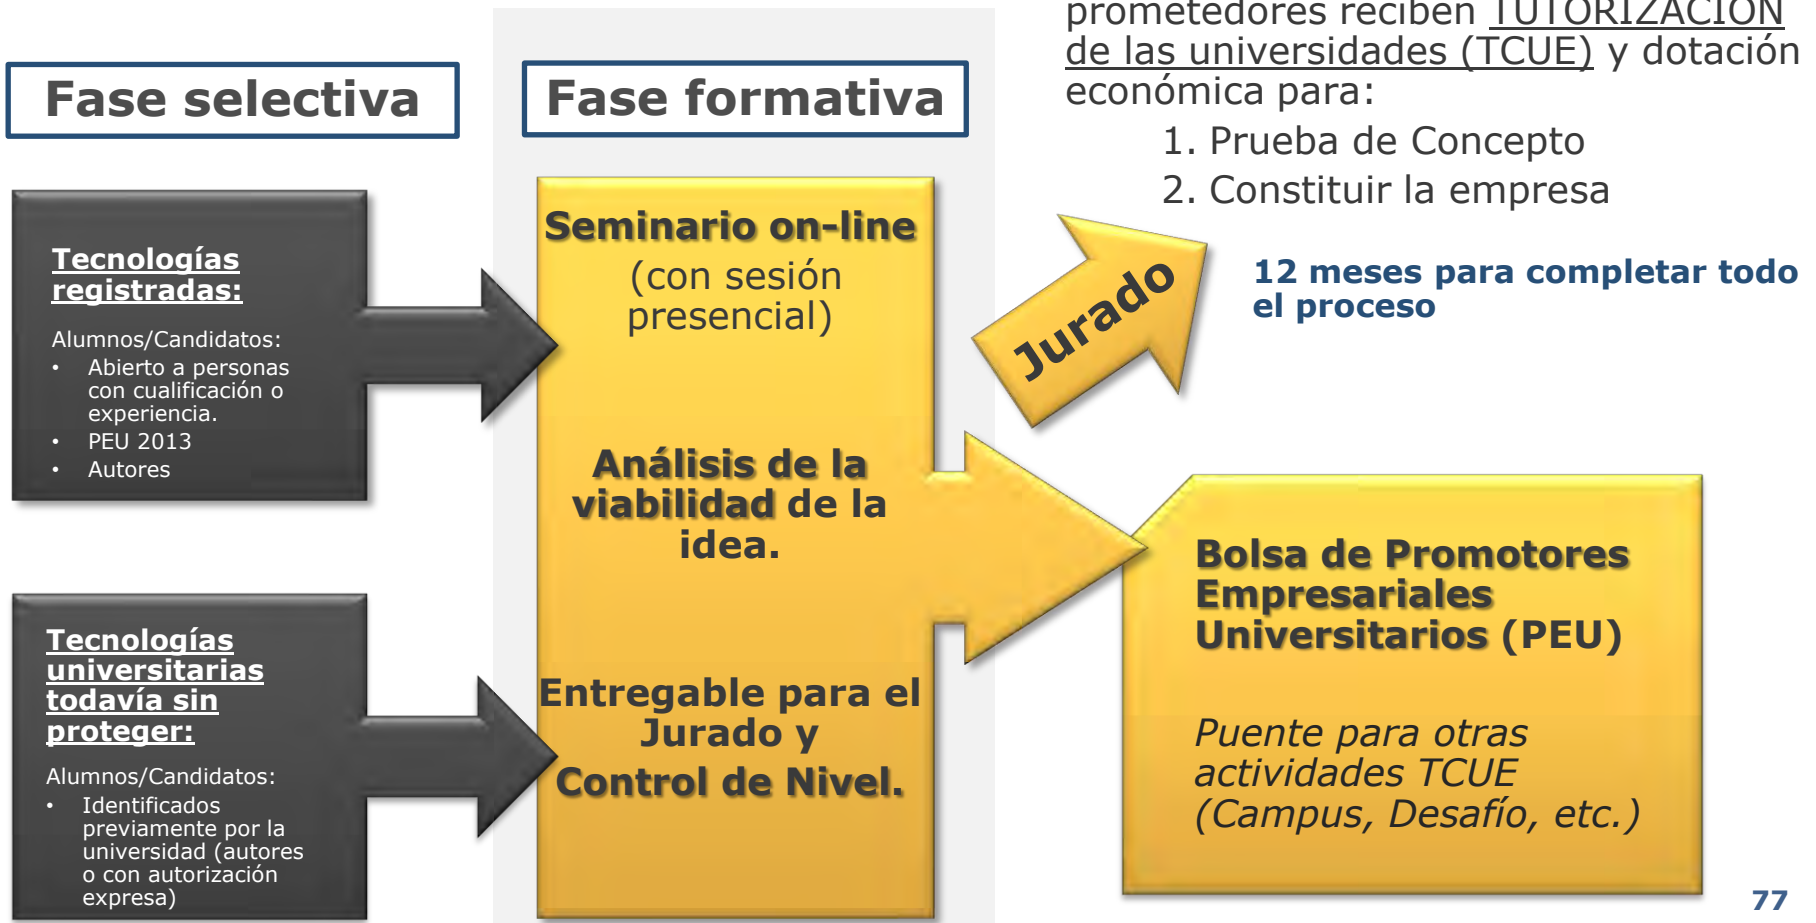 Fase selectiva
Tecnologías
registradas:
Alumnos/Candidatos:
• Abierto a personas
con cualificación o
experiencia.
• PEU 2013
• Autores
Tecnologías
universitarias
todavía sin
proteger:
Alumnos/Candidatos:
• Identificados
previamente por la
universidad (autores
o con autorización
expresa)
Fase formativa
Seminario on-line
(con sesión
presencial)
Análisis de la
viabilidad de la
idea.
Entregable para el
Jurado y
Control de Nivel.
prometedores reciben TUTORIZACIÓN
de las universidades (TCUE) y dotación
económica para:
1. Prueba de Concepto
2. Constituir la empresa
Jurado
12 meses para completar todo
el proceso
Bolsa de Promotores
Empresariales
Universitarios (PEU)
Puente para otras
actividades TCUE
(Campus, Desafío, etc.)
77